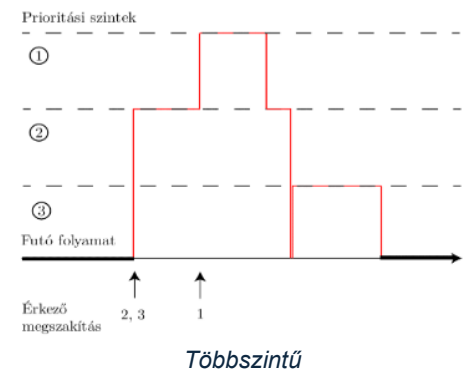 Prioritási szintek
1
2
3
Futó folyamat
Érkező megszakítás
2, 3
1
Többszintű